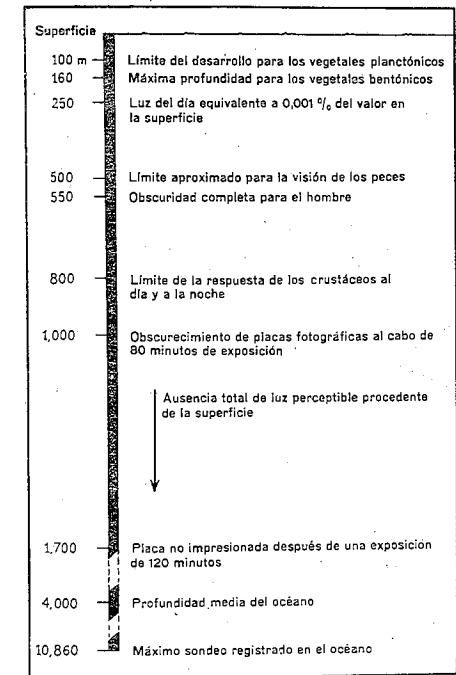 Superficie
100 m Límite del desarrollo para los vegetales planctónicos
160 Máxima profundidad para los vegetales bentónicos
250 Luz del día equivalente a 0,001 % del valor en
la superficie
500 Límite aproximado para la visión de los peces
550 Obscuridad completa para el hombre
800 Límite de la respuesta de los crustáceos al
día y a la noche
1,000 Obscurecimiento de placas fotográficas al cabo de
80 minutos de exposición
Ausencia total de luz perceptible procedente
de la superficie
1,700 Placa no impresionada después de una exposición
de 120 minutos
4,000 Profundidad media del océano
10,860 Máximo sondeo registrado en el océano